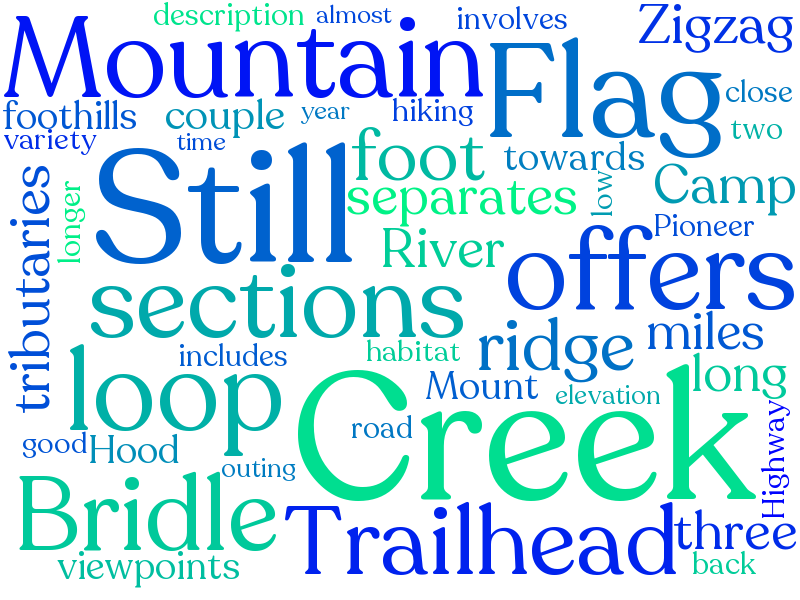 description
almost
involves
Zigzag
Mountain
Flag
close
foothills
couple
year
hiking
two
variety
time
foot
towards
Still
separates
low
Camp
tributaries
longer
Pioneer
River
offers
sections
ridge
miles
includes
habitat
long
loop
Mount
elevation
Creek
road
good
Hood
outing
Highway
Bridle
Trailhead
three
viewpoints
back